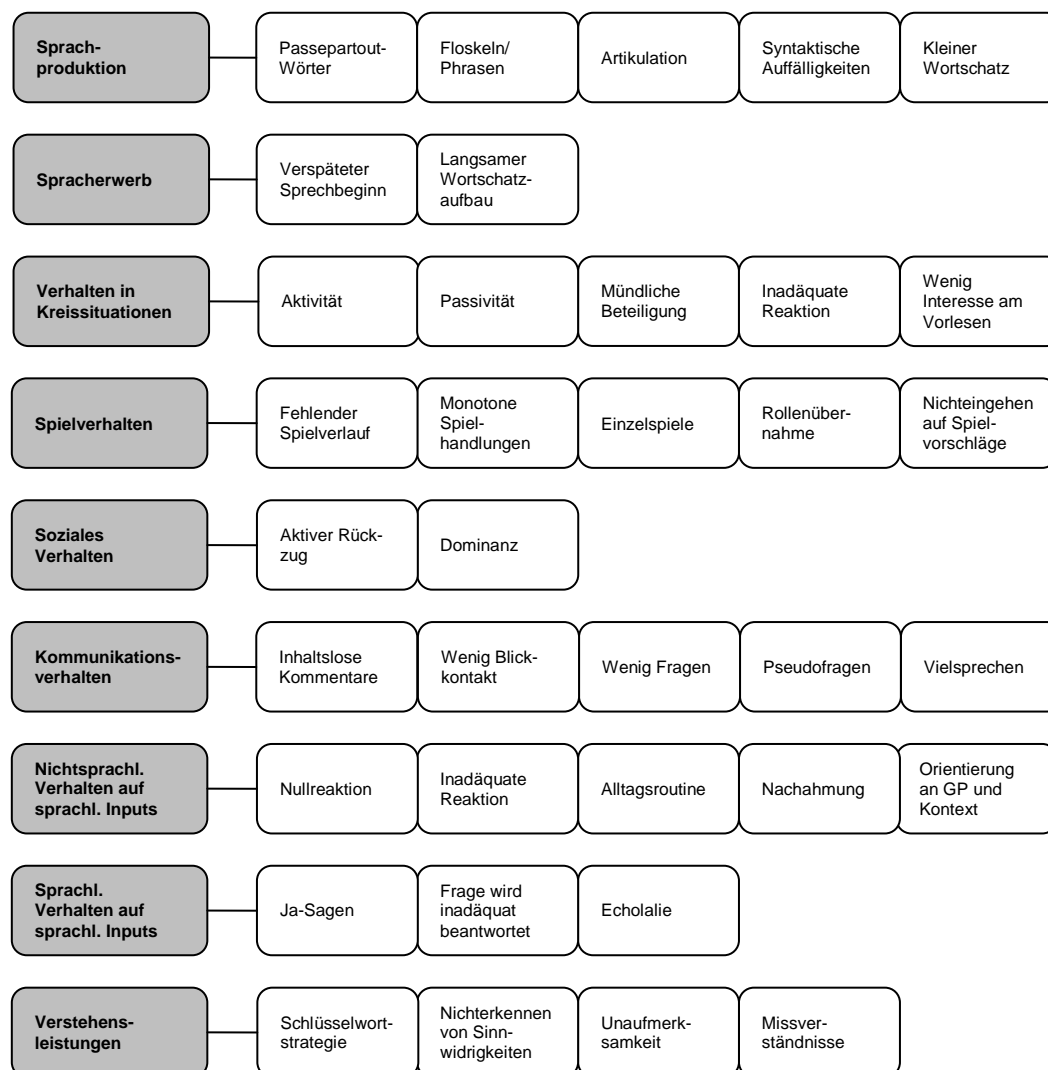 Sprach-
produktion
Passepartout-
Wörter
Floskeln/
Phrasen
Artikulation
Syntaktische
Auffälligkeiten
Kleiner
Wortschatz
Spracherwerb
Verspäteter
Sprechbeginn
Langsamer
Wortschatz-
aufbau
Verhalten in
Kreissituationen
Aktivität
Passivität
Mündliche
Beteiligung
Inadäquate
Reaktion
Wenig
Interesse am
Vorlesen
Spielverhalten
Fehlender
Spielverlauf
Monotone
Spiel-
handlungen
Einzelspiele
Rollenüber-
nahme
Nichteingehen
auf Spiel-
vorschläge
Soziales
Verhalten
Aktiver Rück-
zug
Dominanz
Kommunikations-
verhalten
Inhaltslose
Kommentare
Wenig Blick-
kontakt
Wenig Fragen
Pseudofragen
Vielsprechen
Nichtsprachl.
Verhalten auf
sprachl. Inputs
Nullreaktion
Inadäquate
Reaktion
Alltagsroutine
Nachahmung
Orientierung
an GP und
Kontext
Sprachl.
Verhalten auf
sprachl. Inputs
Ja-Sagen
Frage wird
inadäquat
beantwortet
Echolalie
Verstehens-
leistungen
Schlüsselwort-
strategie
Nichterkennen
von Sinn-
widrigkeiten
Unaufmerk-
samkeit
Missver-
ständnisse